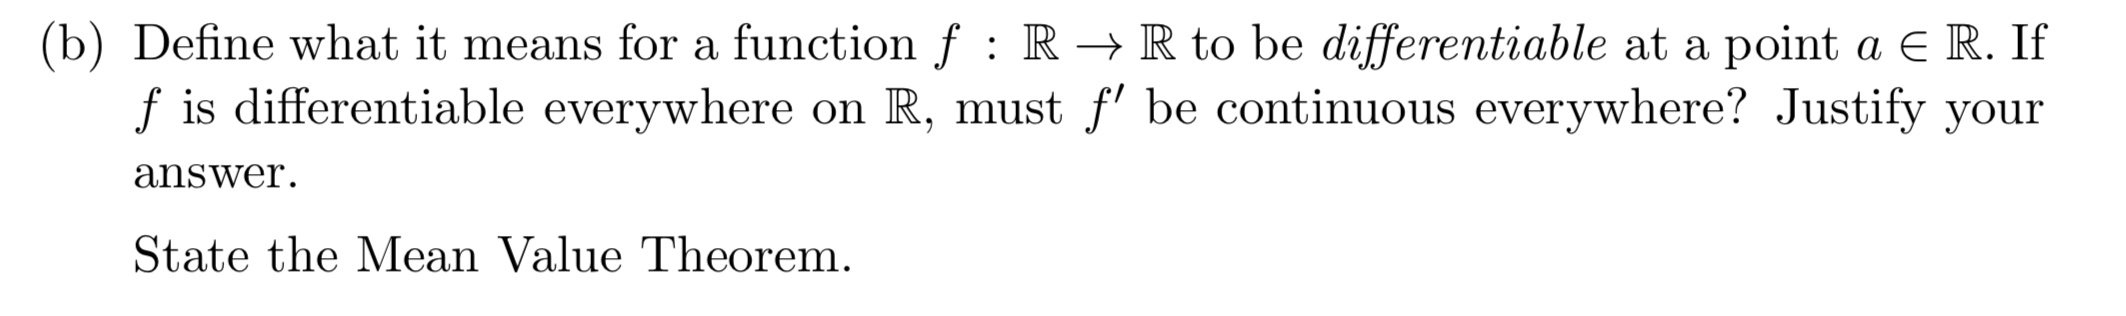 (b) Define what it means for a function f : ℝ → ℝ to be differentiable at a point a ∈ ℝ. If
f is differentiable everywhere on ℝ, must f′ be continuous everywhere? Justify your
answer.
State the Mean Value Theorem.